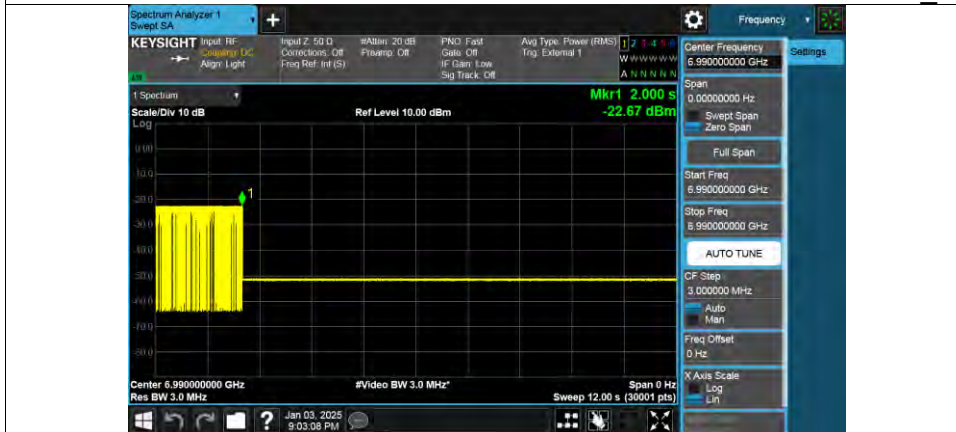 Spectrum Analyzer 1
Swept SA
Frequency
KEYSIGHT
Input: RF
Coupling: DC
Align: Light
Input Z: 50 Ω
Corrections: Off
Freq Ref: Int (S)
#Atten: 20 dB
Preamp: Off
PNO: Fast
Gate: Off
IF Gain: Low
Sig Track: Off
Avg Type: Power (RMS)
Trig: External 1
1 2 3 4 5 6
W W W W W W
A N N N N N
1 Spectrum
Scale/Div 10 dB
Ref Level 10.00 dBm
Mkr1 2.000 s
-22.67 dBm
Log
1
Center 6.990000000 GHz
Res BW 3.0 MHz
#Video BW 3.0 MHz*
Span 0 Hz
Sweep 12.00 s (30001 pts)
Center Frequency
6.990000000 GHz
Settings
Span
0.00000000 Hz
Swept Span
Zero Span
Full Span
Start Freq
6.990000000 GHz
Stop Freq
6.990000000 GHz
AUTO TUNE
CF Step
3.000000 MHz
Auto
Man
Freq Offset
0 Hz
X Axis Scale
Log
Lin
?
Jan 03, 2025
9:03:08 PM